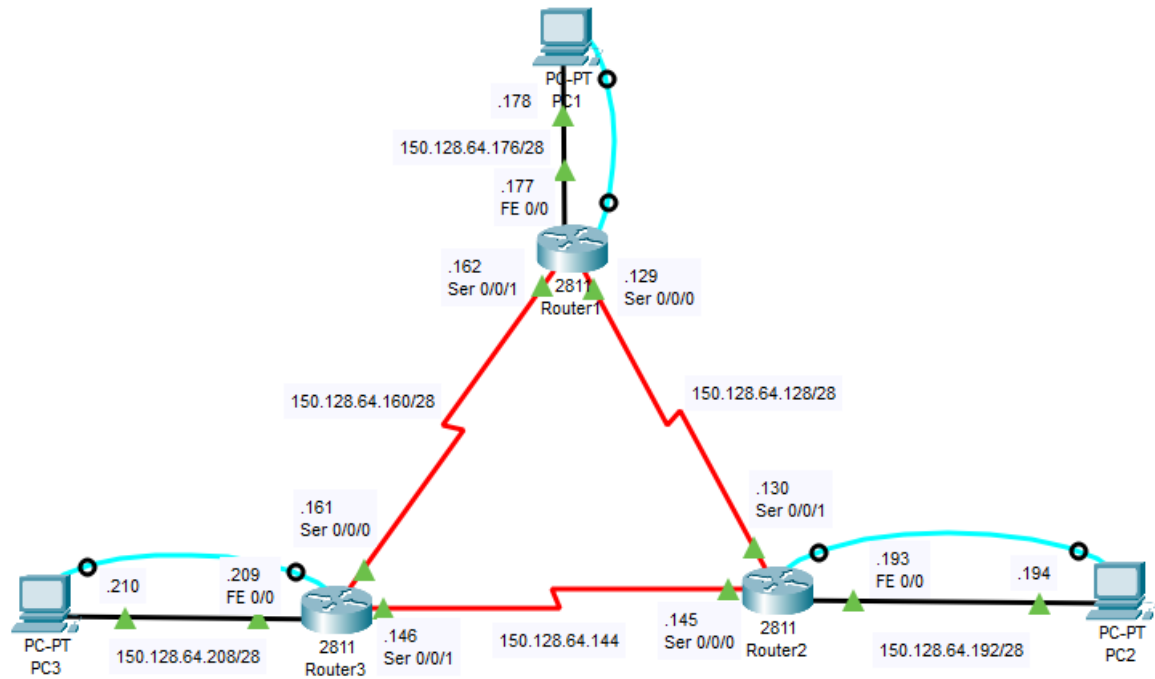 PC-PT
PC1
.178
150.128.64.176/28
.177
FE 0/0
.162
Ser 0/0/1
2811
Router1
.129
Ser 0/0/0
150.128.64.160/28
150.128.64.128/28
.161
Ser 0/0/0
.130
Ser 0/0/1
.210
.209
FE 0/0
.193
FE 0/0
.194
PC-PT
PC3
150.128.64.208/28
2811
Router3
.146
Ser 0/0/1
150.128.64.144
.145
Ser 0/0/0
2811
Router2
150.128.64.192/28
PC-PT
PC2